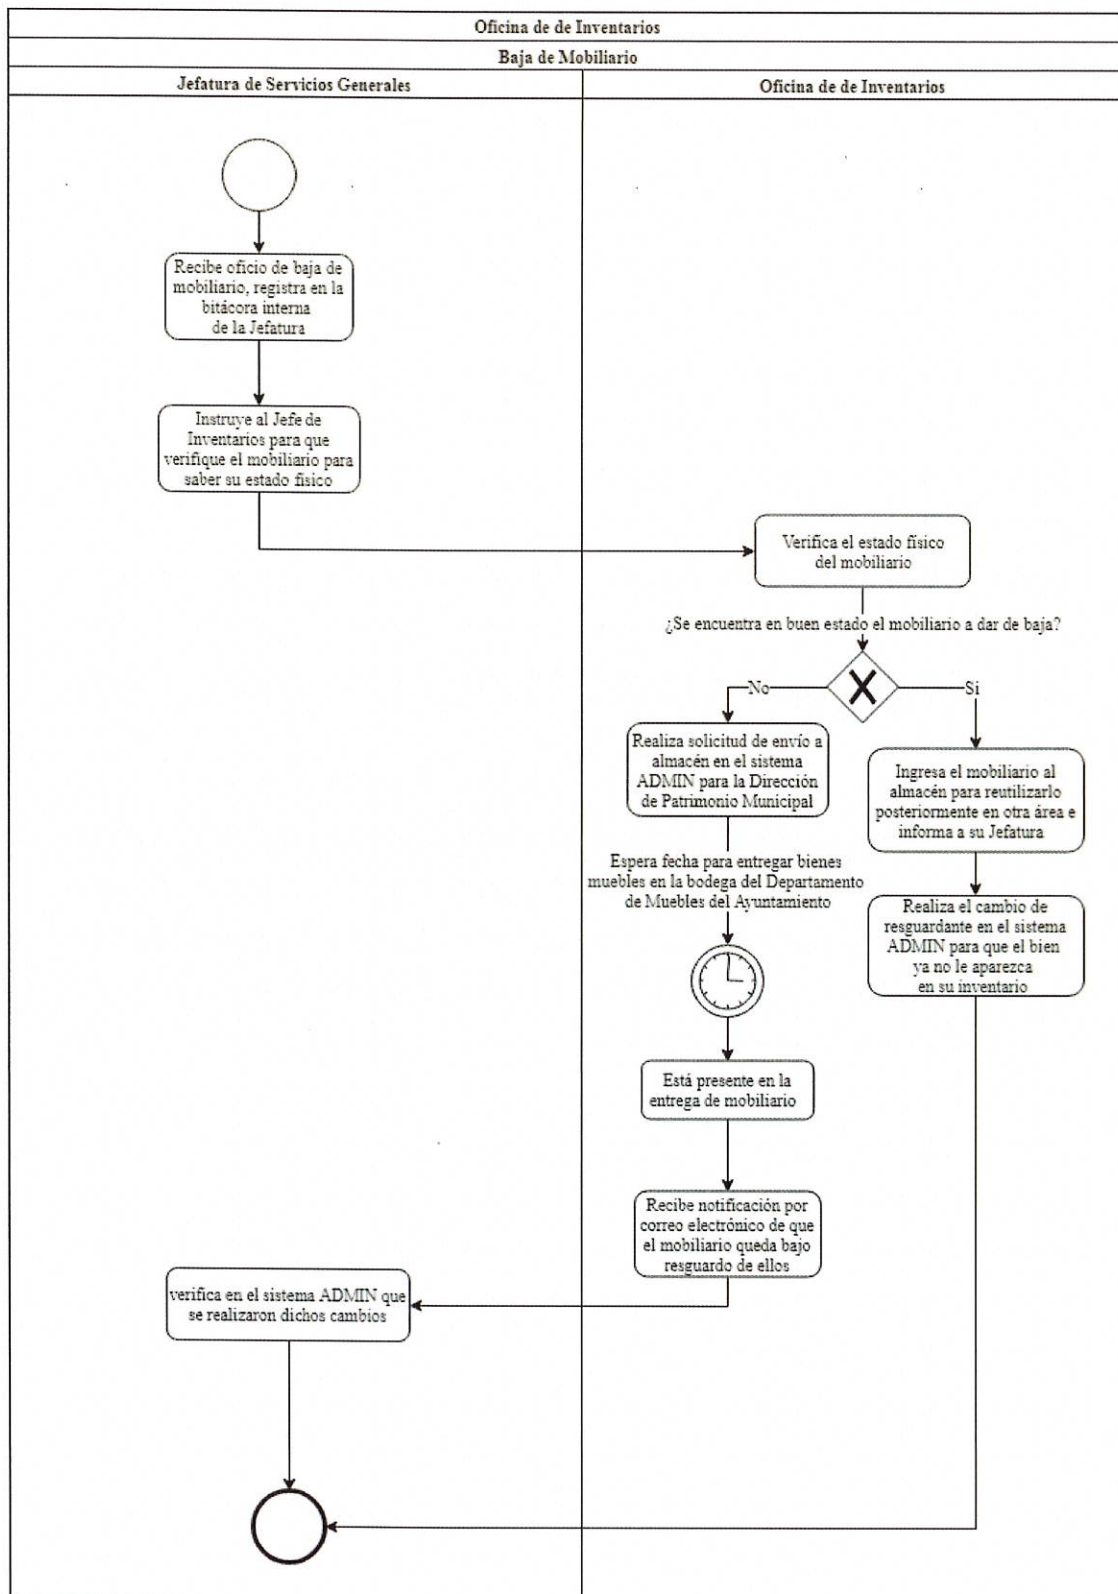 Oficina de de Inventarios
Baja de Mobiliario
Jefatura de Servicios Generales
Oficina de de Inventarios
Recibe oficio de baja de
mobiliario, registra en la
bitácora interna
de la Jefatura
Instruye al Jefe de
Inventarios para que
verifique el mobiliario para
saber su estado físico
Verifica el estado físico
del mobiliario
¿Se encuentra en buen estado el mobiliario a dar de baja?
No
Si
Realiza solicitud de envío a
almacén en el sistema
ADMIN para la Dirección
de Patrimonio Municipal
Ingresa el mobiliario al
almacén para reutilizarlo
posteriormente en otra área e
informa a su Jefatura
Espera fecha para entregar bienes
muebles en la bodega del Departamento
de Muebles del Ayuntamiento
Realiza el cambio de
resguardante en el sistema
ADMIN para que el bien
ya no le aparezca
en su inventario
Está presente en la
entrega de mobiliario
Recibe notificación por
correo electrónico de que
el mobiliario queda bajo
resguardo de ellos
verifica en el sistema ADMIN que
se realizaron dichos cambios